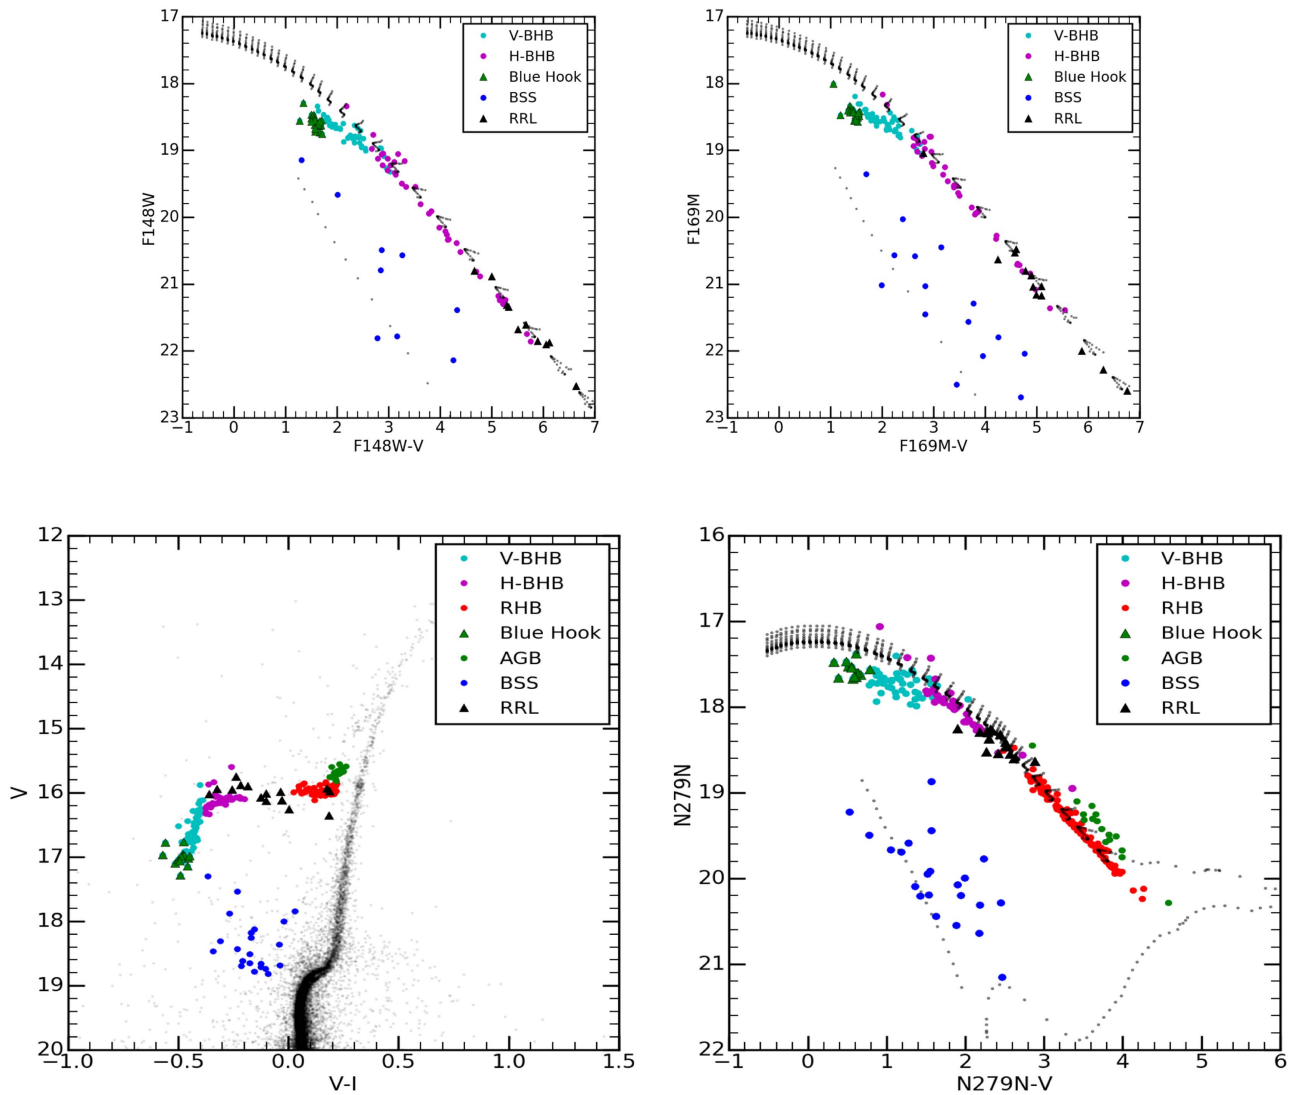 17
18
19
20
21
22
23
F148W
−1 0 1 2 3 4 5 6 7
F148W-V
V-BHB
H-BHB
Blue Hook
BSS
RRL
17
18
19
20
21
22
23
F169M
−1 0 1 2 3 4 5 6 7
F169M-V
V-BHB
H-BHB
Blue Hook
BSS
RRL
12
13
14
15
16
17
18
19
20
V
−1.0 −0.5 0.0 0.5 1.0 1.5
V-I
V-BHB
H-BHB
RHB
Blue Hook
AGB
BSS
RRL
16
17
18
19
20
21
22
N279N
−1 0 1 2 3 4 5 6
N279N-V
V-BHB
H-BHB
RHB
Blue Hook
AGB
BSS
RRL